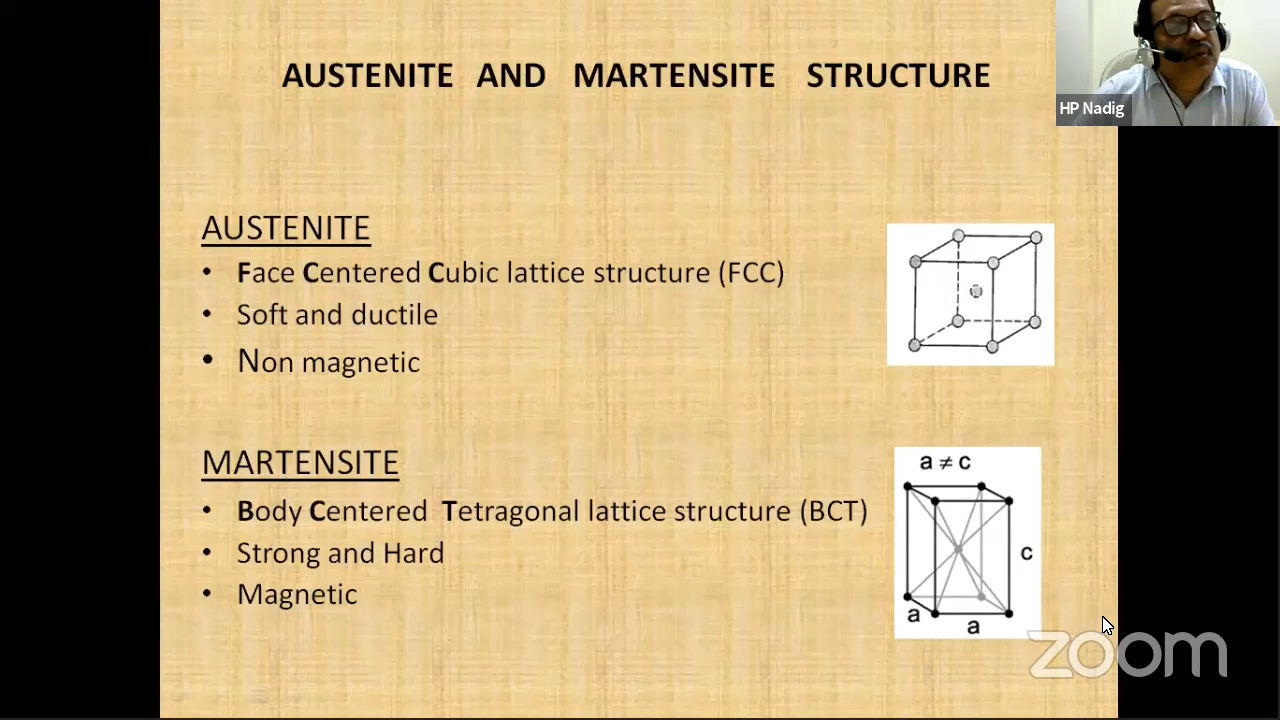 AUSTENITE AND MARTENSITE STRUCTURE
HP Nadig
AUSTENITE
• Face Centered Cubic lattice structure (FCC)
• Soft and ductile
• Non magnetic
MARTENSITE
• Body Centered Tetragonal lattice structure (BCT)
• Strong and Hard
• Magnetic
a ≠ c
c
a
a
zoom